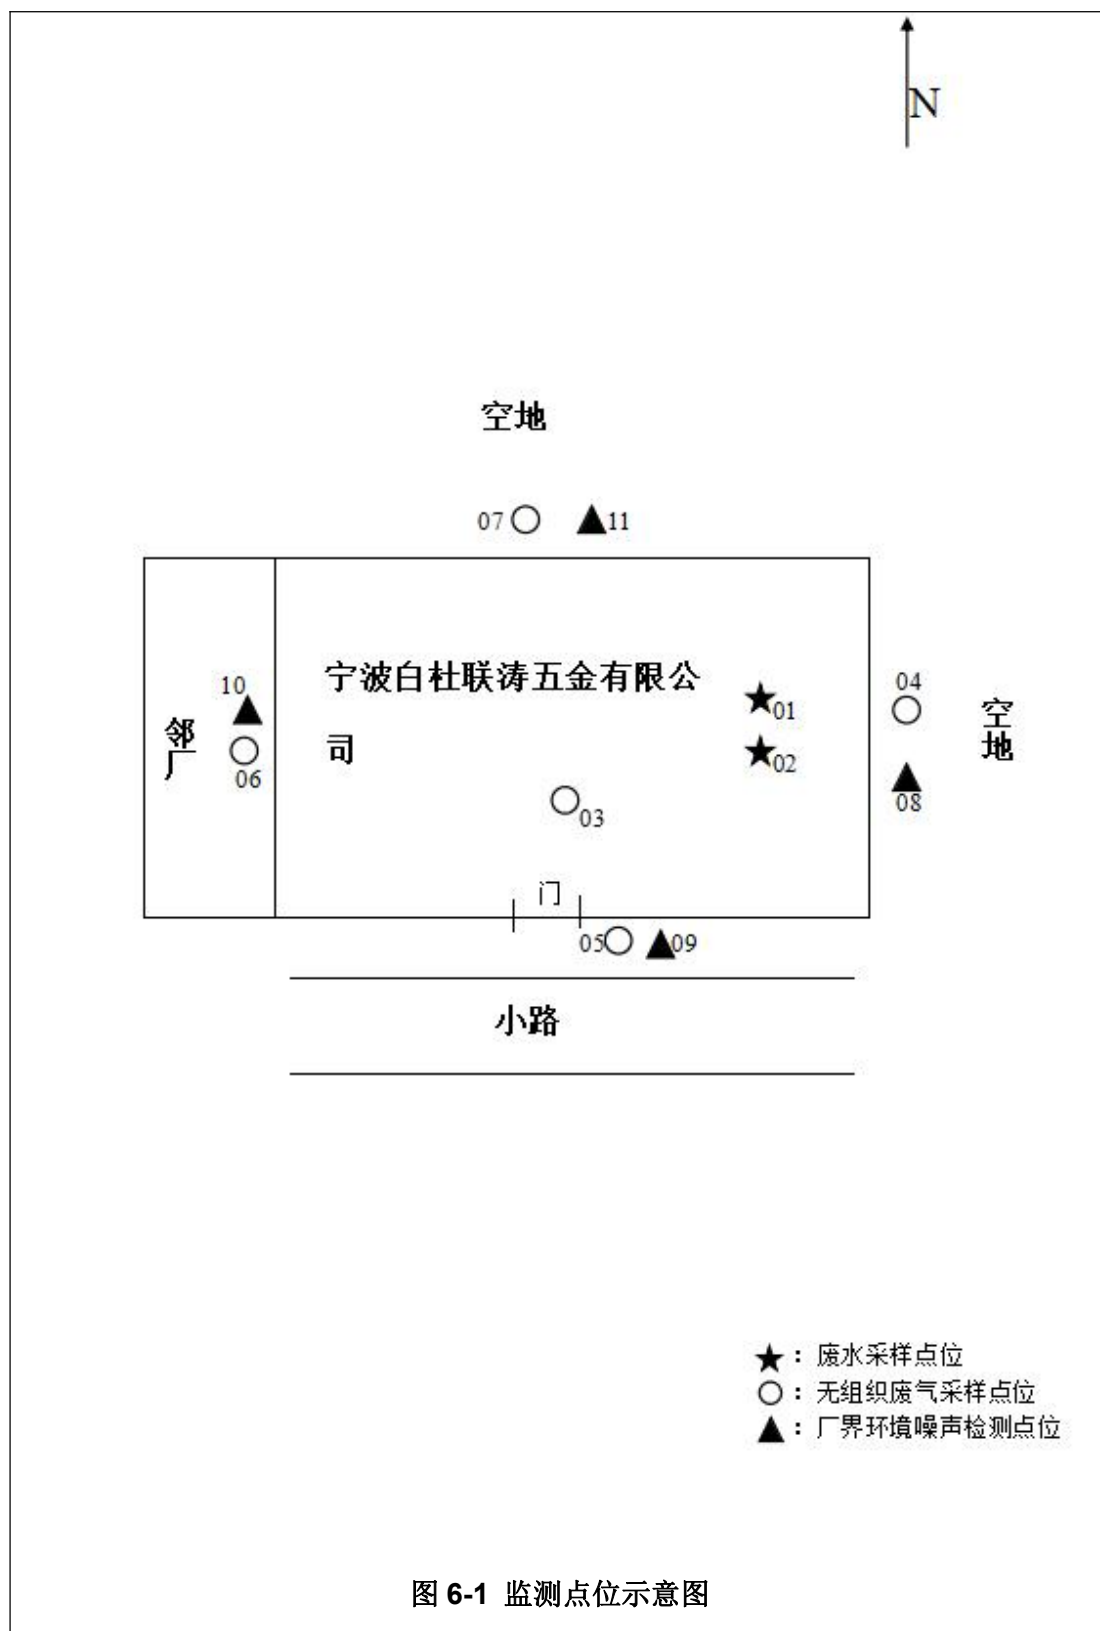 N
空地
07
11
宁波白杜联涛五金有限公
司
10
邻厂
06
01
02
03
04
空地
08
门
05
09
小路
★：废水采样点位
○：无组织废气采样点位
▲：厂界环境噪声检测点位
图 6-1 监测点位示意图